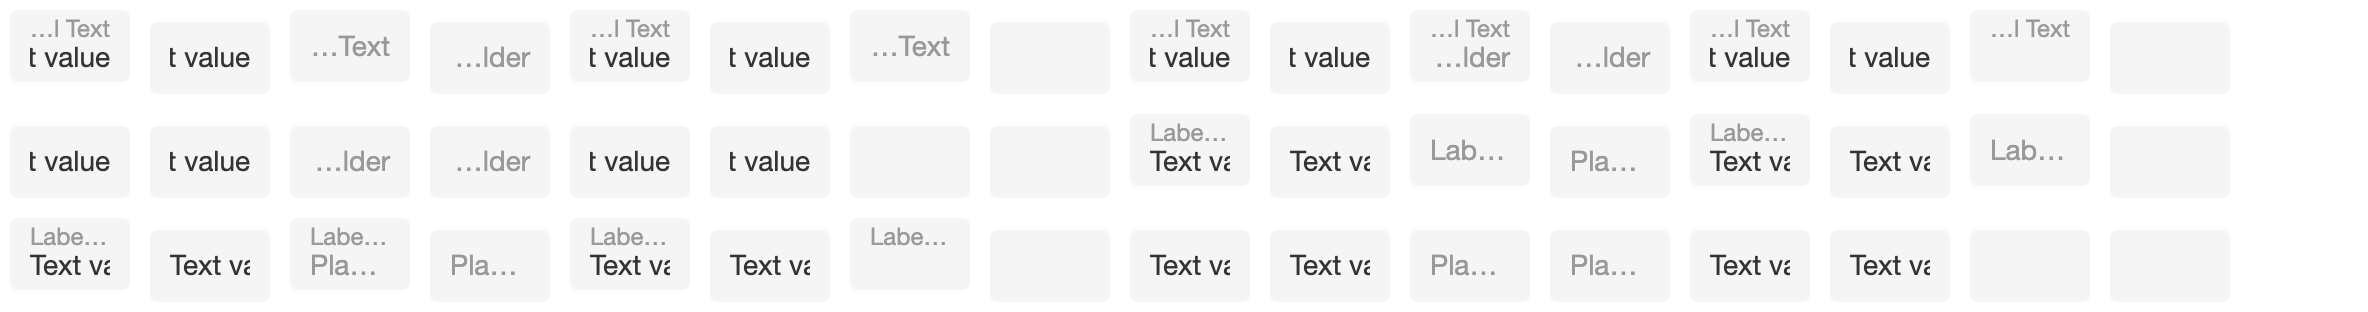 …l Text
t value
t value
…Text
…lder
…l Text
t value
t value
…Text
…l Text
t value
t value
…l Text
…lder
…lder
…l Text
t value
t value
…l Text
t value
t value
…lder
…lder
t value
t value
Labe…
Text va
Text va
Lab…
Pla…
Labe…
Text va
Text va
Lab…
Labe…
Text va
Text va
Labe…
Pla…
Pla…
Labe…
Text va
Text va
Labe…
Text va
Text va
Pla…
Pla…
Text va
Text va